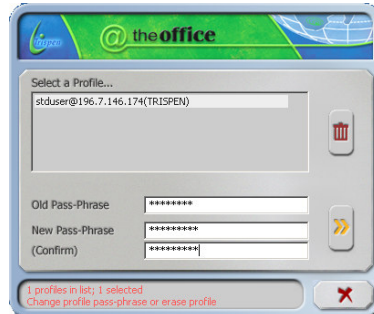 Trispen
@ theoffice
Select a Profile...
stduser@196.7.146.174(TRISPEN)
Old Pass-Phrase ********
New Pass-Phrase *********
(Confirm) *********
1 profiles in list; 1 selected
Change profile pass-phrase or erase profile